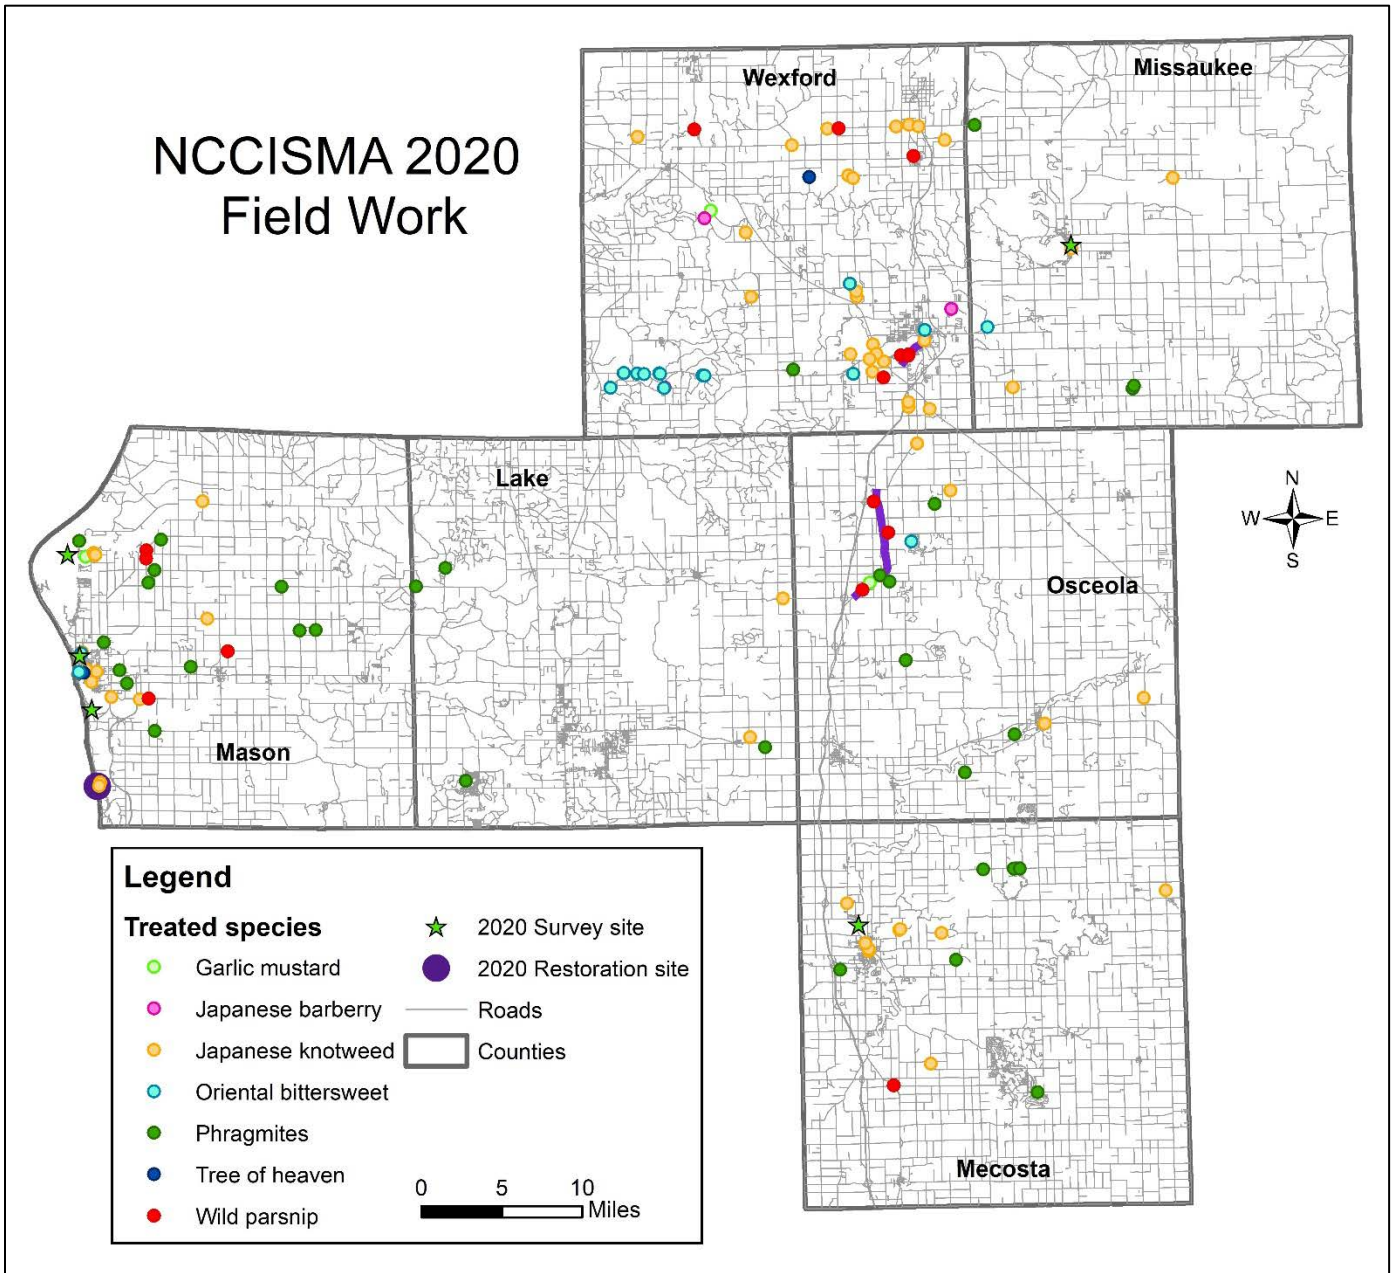 NCCISMA 2020
Field Work
Wexford
Missaukee
Lake
Osceola
Mason
Mecosta
N
W
E
S
Legend
Treated species
Garlic mustard
Japanese barberry
Japanese knotweed
Oriental bittersweet
Phragmites
Tree of heaven
Wild parsnip
2020 Survey site
2020 Restoration site
Roads
Counties
0 5 10
Miles